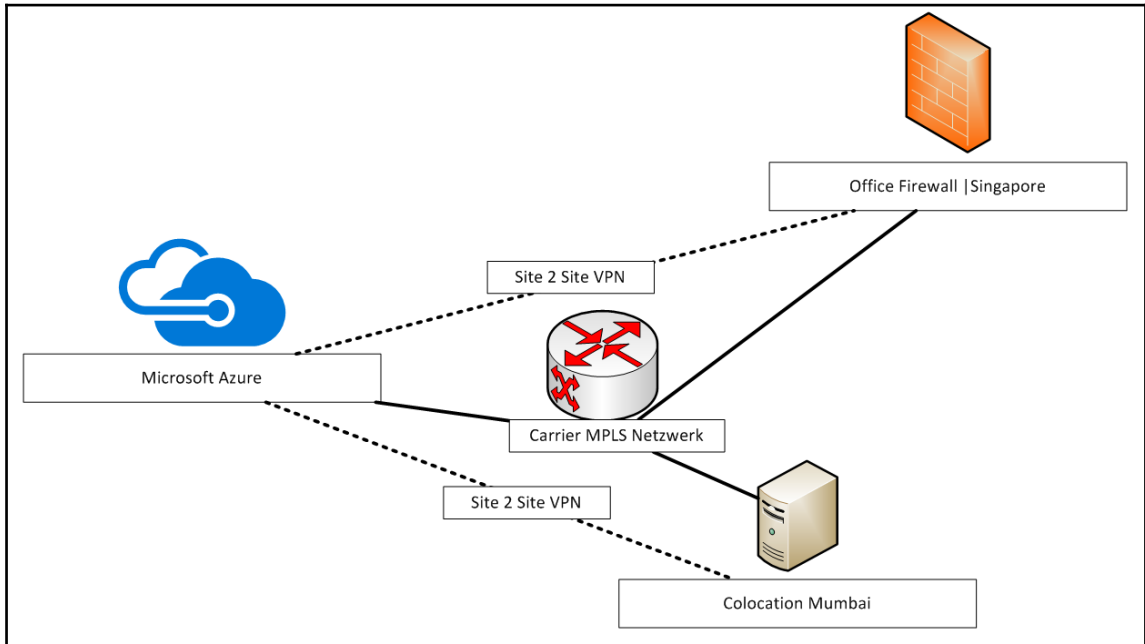 Office Firewall |Singapore
Site 2 Site VPN
Microsoft Azure
Carrier MPLS Netzwerk
Site 2 Site VPN
Colocation Mumbai